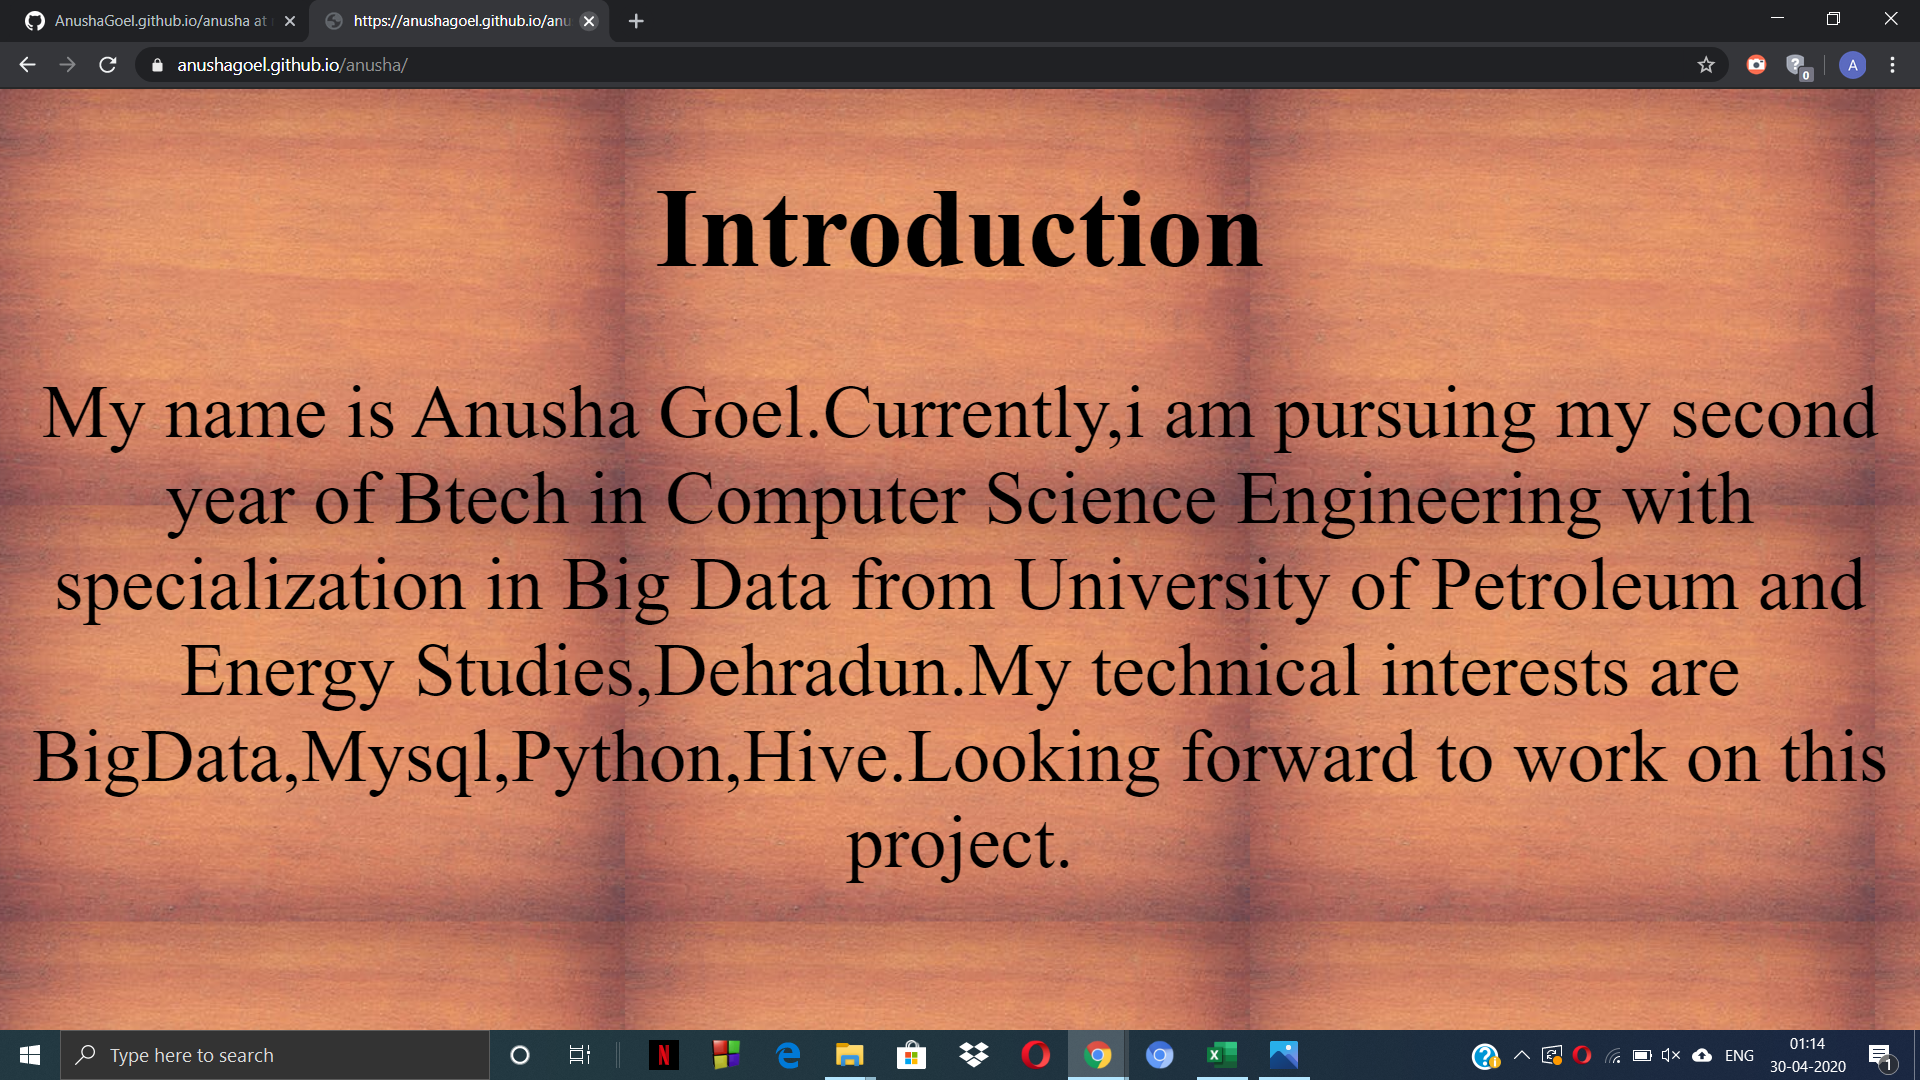 AnushaGoel.github.io/anusha at
https://anushagoel.github.io/anu
anushagoel.github.io/anusha/
A
0
Introduction
My name is Anusha Goel.Currently,i am pursuing my second
year of Btech in Computer Science Engineering with
specialization in Big Data from University of Petroleum and
Energy Studies,Dehradun.My technical interests are
BigData,Mysql,Python,Hive.Looking forward to work on this
project.
Type here to search
ENG
01:14
30-04-2020
1